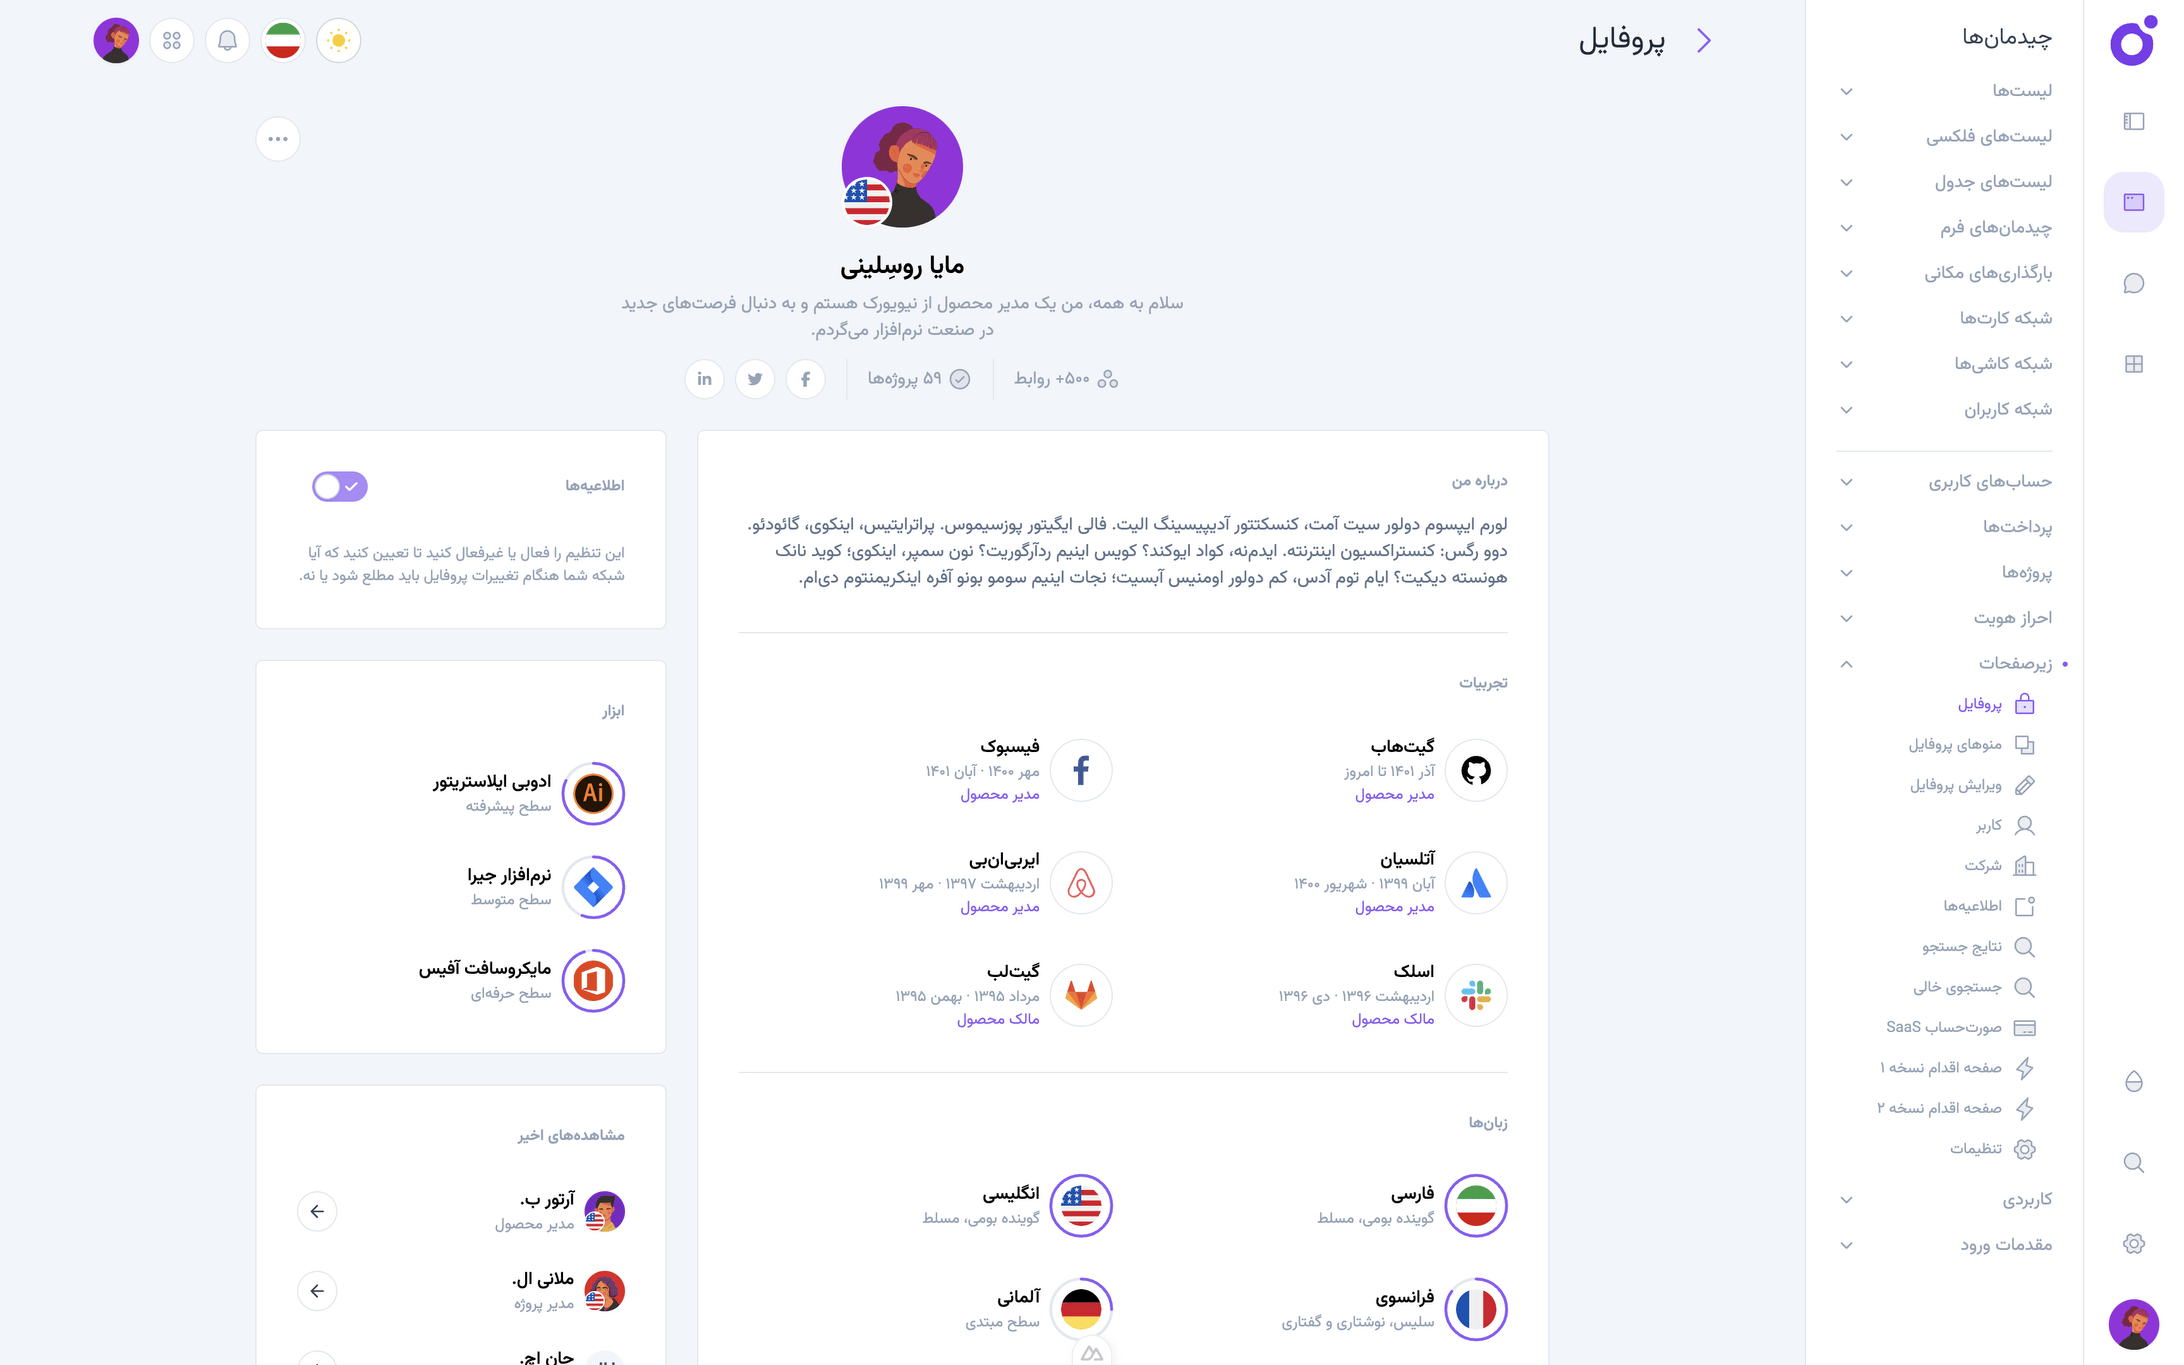 چیدمان‌ها
لیست‌ها
لیست‌های فلکسی
لیست‌های جدول
چیدمان‌های فرم
بارگذاری‌های مکانی
شبکه کارت‌ها
شبکه کاشی‌ها
شبکه کاربران
حساب‌های کاربری
پرداخت‌ها
پروژه‌ها
احراز هویت
زیرصفحات
پروفایل
منوهای پروفایل
ویرایش پروفایل
کاربر
شرکت
اطلاعیه‌ها
نتایج جستجو
جستجوی خالی
صورت‌حساب SaaS
صفحه اقدام نسخه ۱
صفحه اقدام نسخه ۲
تنظیمات
کاربردی
مقدمات ورود
پروفایل
مایا روسِلینی
سلام به همه، من یک مدیر محصول از نیویورک هستم و به دنبال فرصت‌های جدید
در صنعت نرم‌افزار می‌گردم.
۵۰۰+ روابط
۵۹ پروژه‌ها
درباره من
لورم ایپسوم دولور سیت آمت، کنسکتتور آدیپیسینگ الیت. فالی ایگیتور پوزسیموس. پراترایتیس، اینکوی، گائودئو.
دوو رگس: کنستراکسیون اینترنته. ایدم‌نه، کواد ایوکند؟ کویس اینیم ردآرگوریت؟ نون سمپر، اینکوی؛ کوید نانک
هونسته دیکیت؟ ایام توم آدس، کم دولور اومنیس آبسیت؛ نجات اینیم سومو بونو آفره اینکریمنتوم دی‌ام.
تجربیات
گیت‌هاب
آذر ۱۴۰۱ تا امروز
مدیر محصول
فیسبوک
مهر ۱۴۰۰ · آبان ۱۴۰۱
مدیر محصول
آتلسیان
آبان ۱۳۹۹ · شهریور ۱۴۰۰
مدیر محصول
ایربی‌ان‌بی
اردیبهشت ۱۳۹۷ · مهر ۱۳۹۹
مدیر محصول
اسلک
اردیبهشت ۱۳۹۶ · دی ۱۳۹۶
مالک محصول
گیت‌لب
مرداد ۱۳۹۵ · بهمن ۱۳۹۵
مالک محصول
زبان‌ها
فارسی
گوینده بومی، مسلط
انگلیسی
گوینده بومی، مسلط
فرانسوی
سلیس، نوشتاری و گفتاری
آلمانی
سطح مبتدی
اطلاعیه‌ها
این تنظیم را فعال یا غیرفعال کنید تا تعیین کنید که آیا
شبکه شما هنگام تغییرات پروفایل باید مطلع شود یا نه.
ابزار
Ai
ادوبی ایلاستریتور
سطح پیشرفته
نرم‌افزار جیرا
سطح متوسط
مایکروسافت آفیس
سطح حرفه‌ای
مشاهده‌های اخیر
آرتور ب.
مدیر محصول
ملانی ال.
مدیر پروژه
جان اچ.